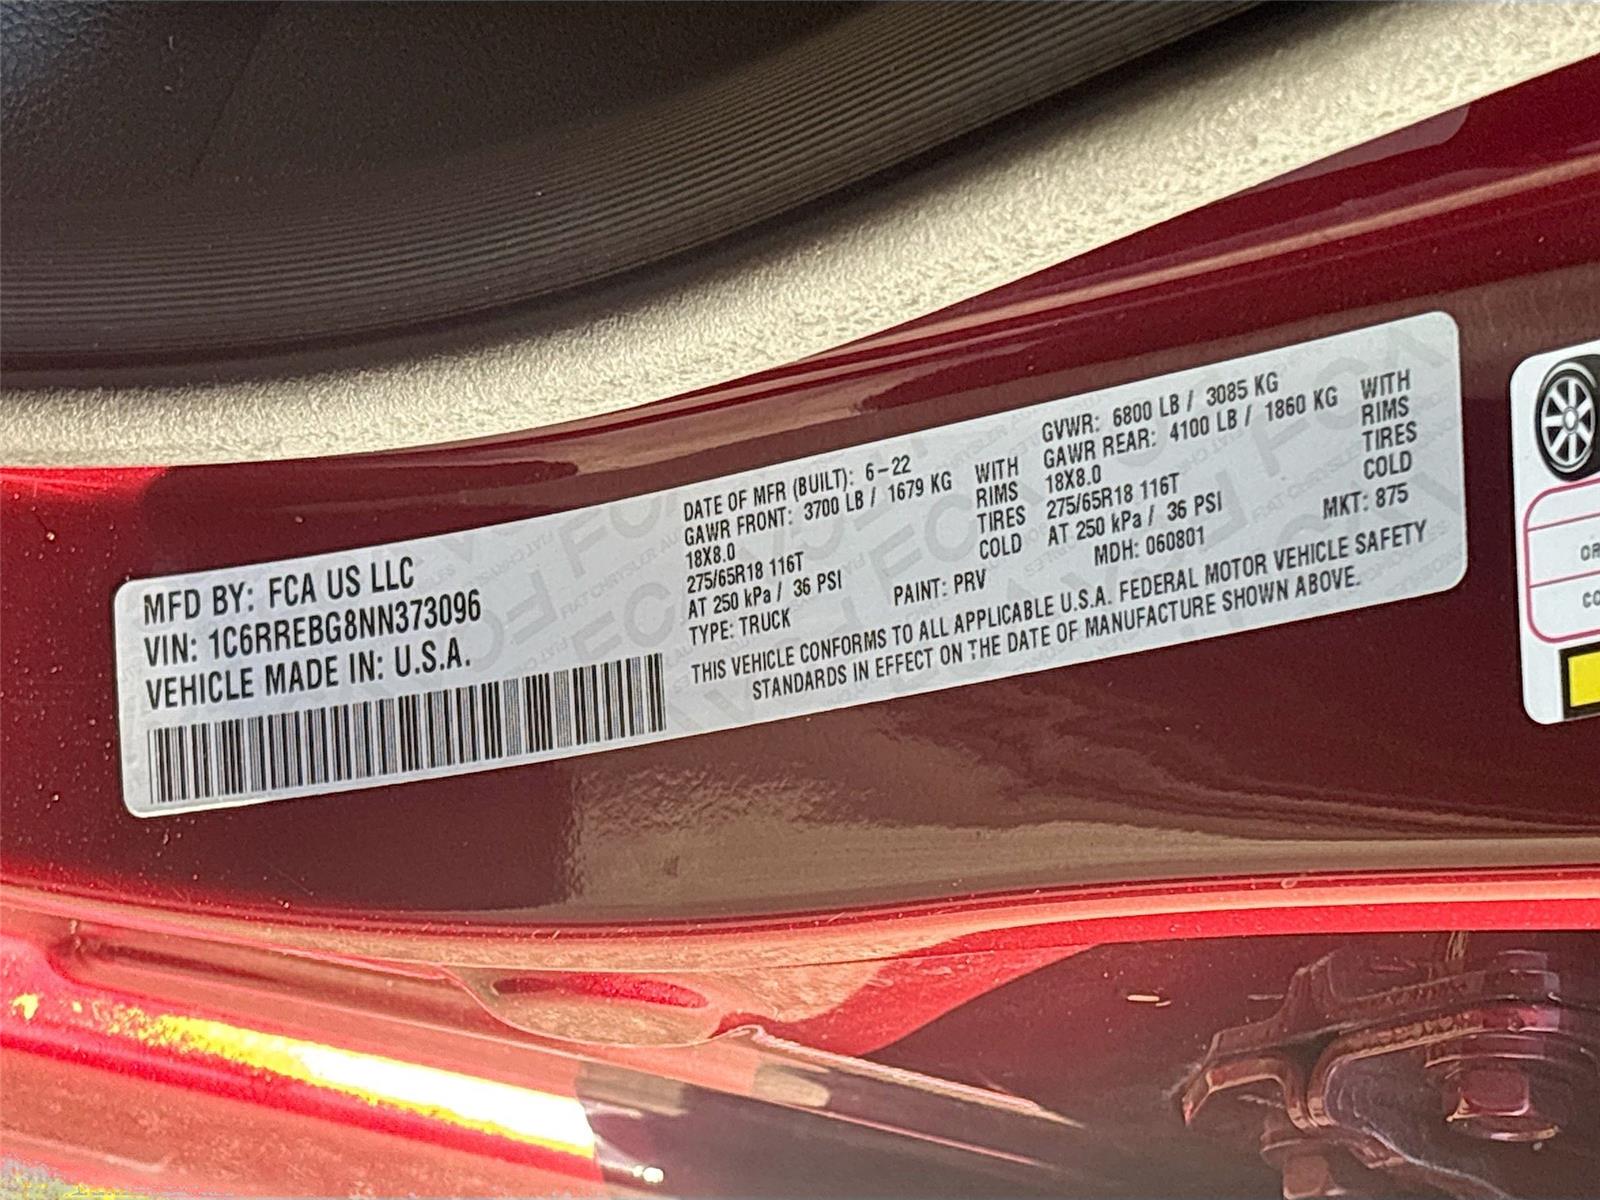 MFD BY: FCA US LLC
VIN: 1C6RREBG8NN373096
VEHICLE MADE IN: U.S.A.
DATE OF MFR (BUILT): 6-22 GVWR: 6800 LB / 3085 KG
GAWR FRONT: 3700 LB / 1679 KG WITH GAWR REAR: 4100 LB / 1860 KG WITH
18X8.0 RIMS 18X8.0 RIMS
275/65R18 116T TIRES 275/65R18 116T TIRES
AT 250 kPa / 36 PSI COLD AT 250 kPa / 36 PSI COLD
TYPE: TRUCK PAINT: PRV MDH: 060801 MKT: 875
THIS VEHICLE CONFORMS TO ALL APPLICABLE U.S.A. FEDERAL MOTOR VEHICLE SAFETY
STANDARDS IN EFFECT ON THE DATE OF MANUFACTURE SHOWN ABOVE.